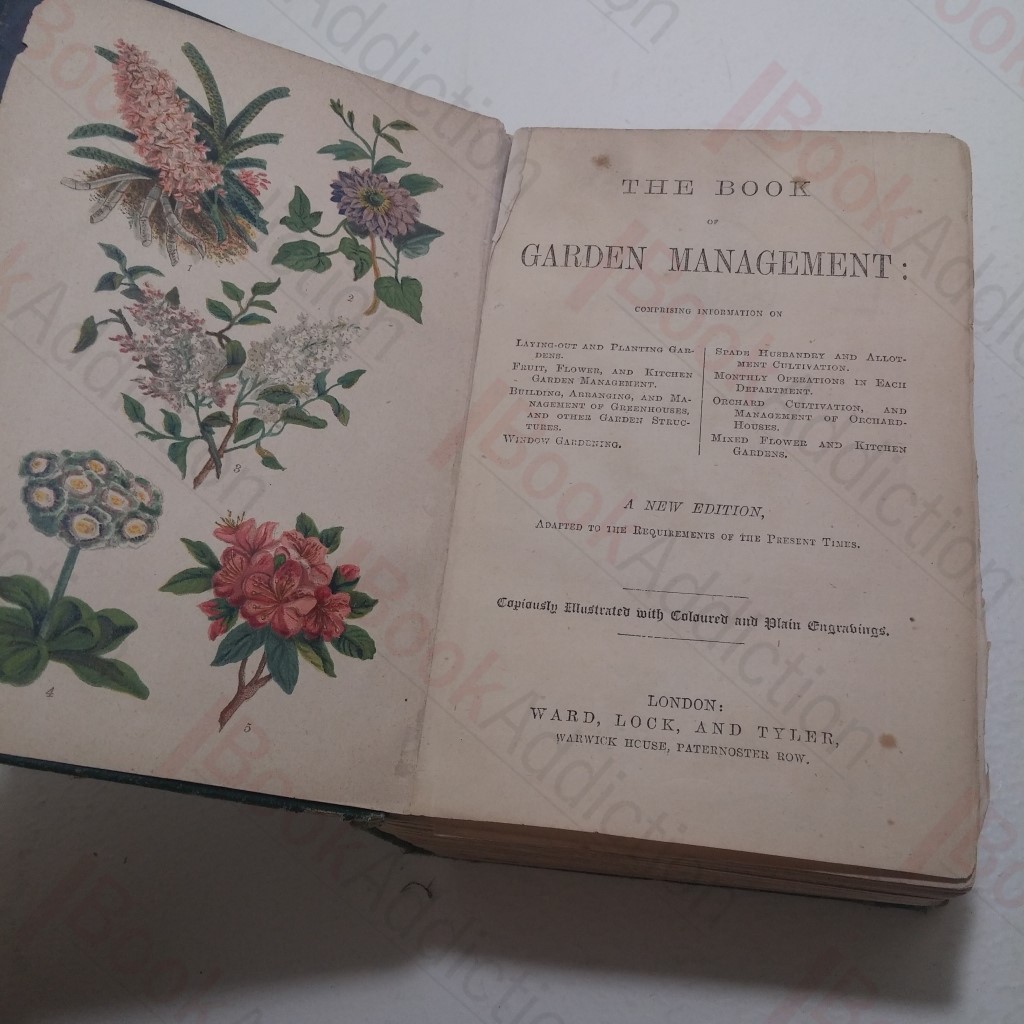 1
2
3
4
5
THE BOOK
OF
GARDEN MANAGEMENT:
COMPRISING INFORMATION ON
LAYING-OUT AND PLANTING GAR-
DENS.
FRUIT, FLOWER, AND KITCHEN
GARDEN MANAGEMENT.
BUILDING, ARRANGING, AND MA-
NAGEMENT OF GREENHOUSES,
AND OTHER GARDEN STRUC-
TURES.
WINDOW GARDENING.
SPADE HUSBANDRY AND ALLOT-
MENT CULTIVATION.
MONTHLY OPERATIONS IN EACH
DEPARTMENT.
ORCHARD CULTIVATION, AND
MANAGEMENT OF ORCHARD-
HOUSES.
MIXED FLOWER AND KITCHEN
GARDENS.
A NEW EDITION,
ADAPTED TO THE REQUIREMENTS OF THE PRESENT TIMES.
Copiously Illustrated with Coloured and Plain Engravings.
LONDON:
WARD, LOCK, AND TYLER,
WARWICK HOUSE, PATERNOSTER ROW.
BookAddiction